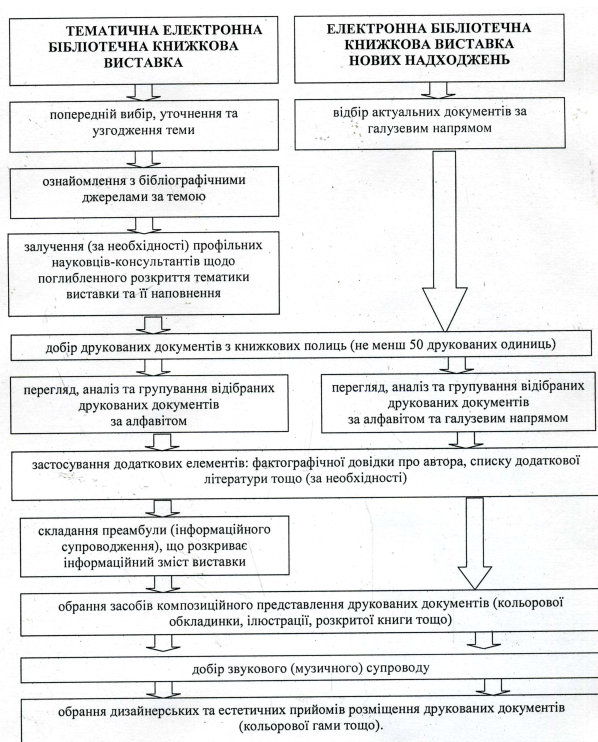 ТЕМАТИЧНА ЕЛЕКТРОННА
БІБЛІОТЕЧНА КНИЖКОВА
ВИСТАВКА
ЕЛЕКТРОННА БІБЛІОТЕЧНА
КНИЖКОВА ВИСТАВКА
НОВИХ НАДХОДЖЕНЬ
попередній вибір, уточнення та
узгодження теми
відбір актуальних документів за
галузевим напрямом
ознайомлення з бібліографічними
джерелами за темою
залучення (за необхідності) профільних
науковців-консультантів щодо
поглибленного розкриття тематики
виставки та її наповнення
добір друкованих документів з книжкових полиць (не менш 50 друкованих одиниць)
перегляд, аналіз та групування відібраних
друкованих документів
за алфавітом
перегляд, аналіз та групування відібраних
друкованих документів
за алфавітом та галузевим напрямом
застосування додаткових елементів: фактографічної довідки про автора, списку додаткової
літератури тощо (за необхідності)
складання преамбули (інформаційного
супроводження), що розкриває
інформаційний зміст виставки
обрання засобів композиційного представлення друкованих документів (кольорової
обкладинки, ілюстрації, розкритої книги тощо)
добір звукового (музичного) супроводу
обрання дизайнерських та естетичних прийомів розміщення друкованих документів
(кольорової гами тощо).